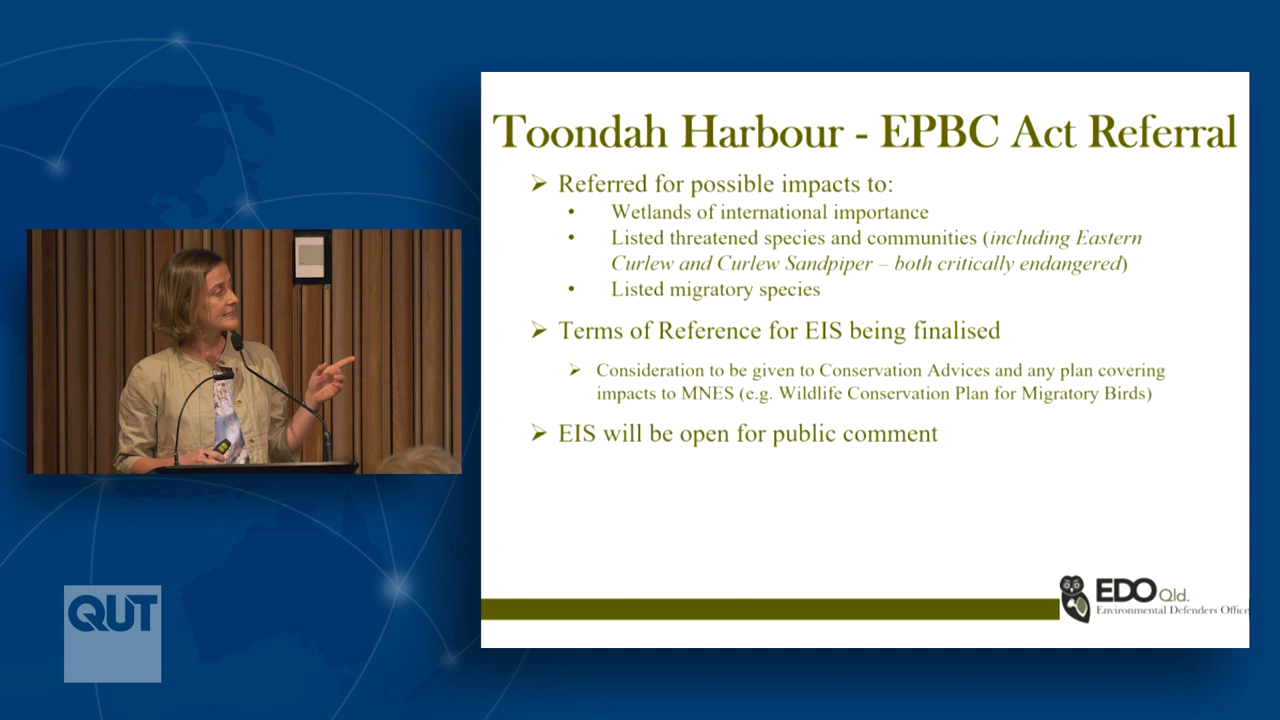 Toondah Harbour - EPBC Act Referral
➢ Referred for possible impacts to:
• Wetlands of international importance
• Listed threatened species and communities (including Eastern
Curlew and Curlew Sandpiper – both critically endangered)
• Listed migratory species
➢ Terms of Reference for EIS being finalised
➢ Consideration to be given to Conservation Advices and any plan covering
impacts to MNES (e.g. Wildlife Conservation Plan for Migratory Birds)
➢ EIS will be open for public comment
EDO Qld.
Environmental Defenders Office
QUT